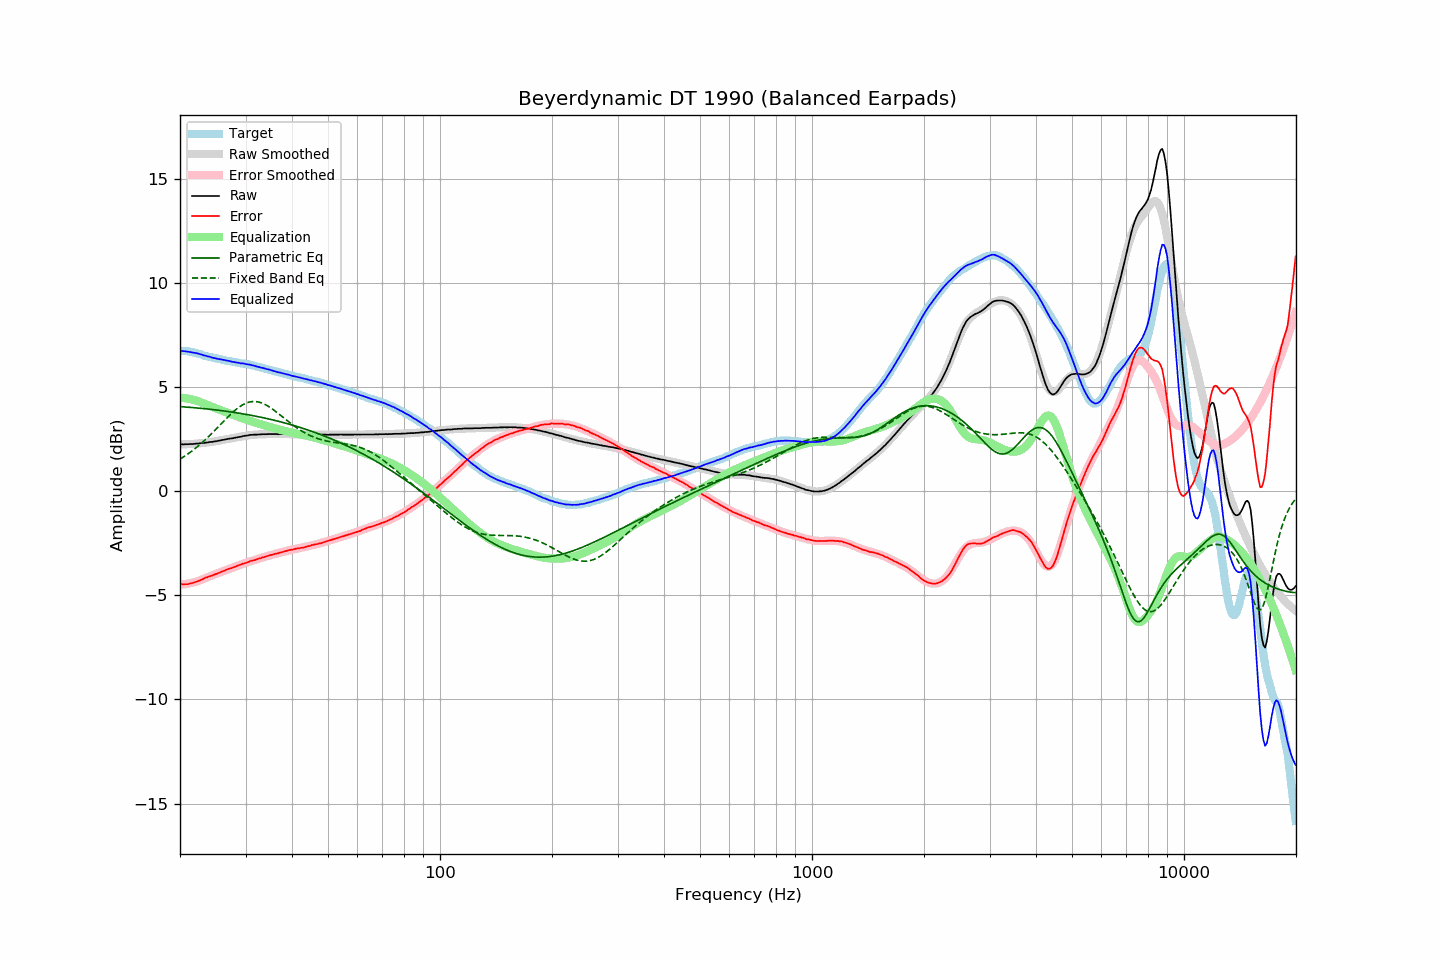 Beyerdynamic DT 1990 (Balanced Earpads)
Target
Raw Smoothed
Error Smoothed
Raw
Error
Equalization
Parametric Eq
Fixed Band Eq
Equalized
15
10
5
0
−5
−10
−15
Amplitude (dBr)
100
1000
10000
Frequency (Hz)